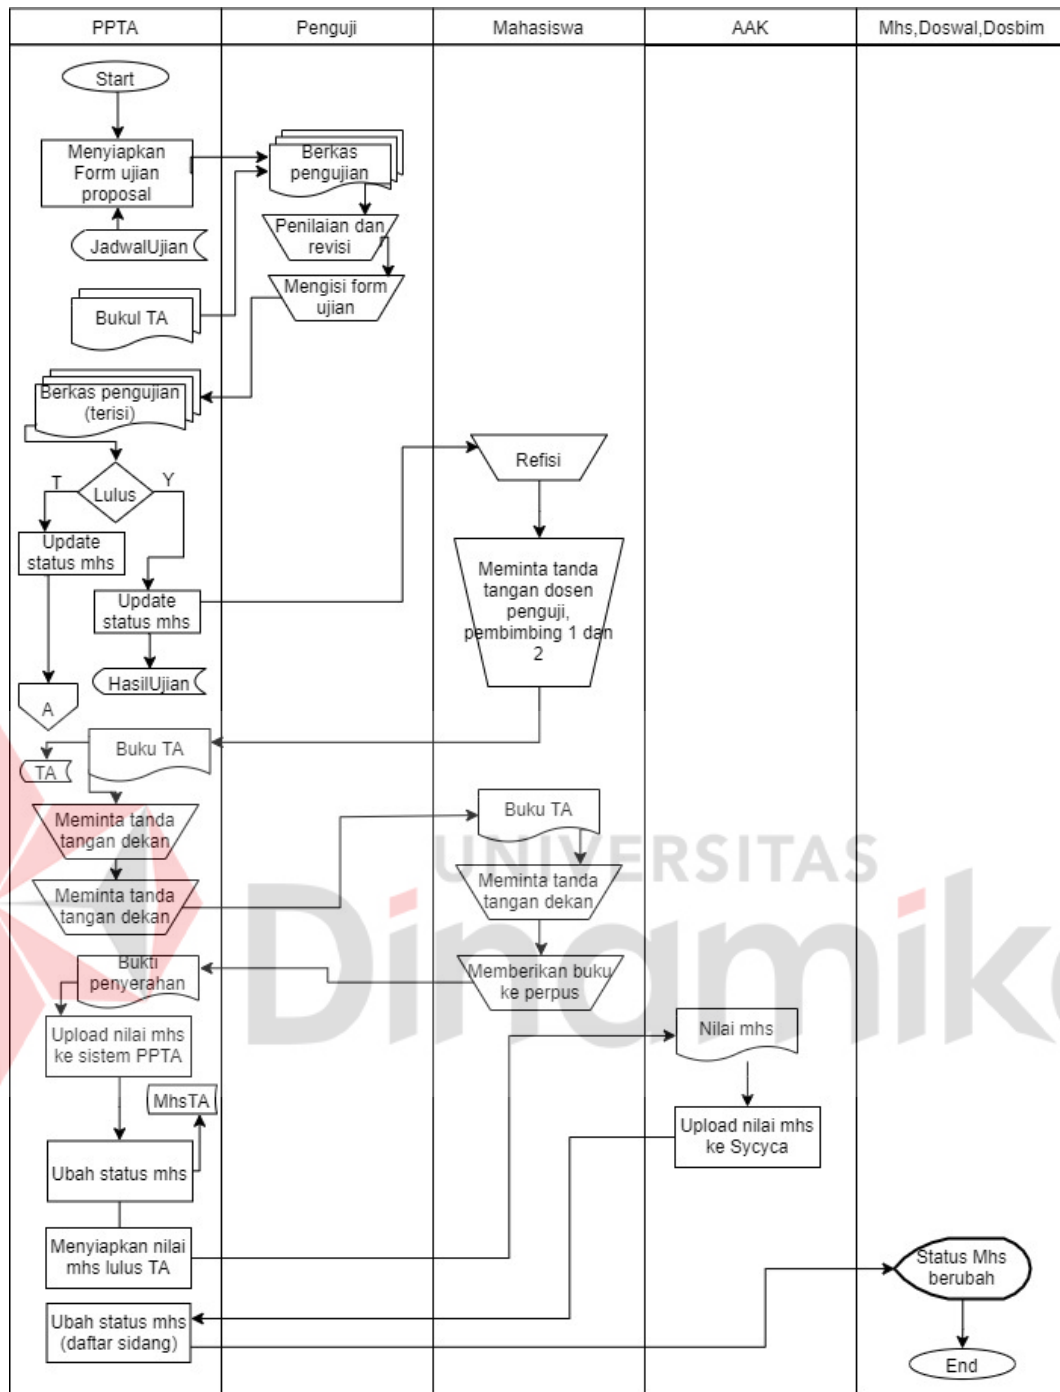 PPTA
Penguji
Mahasiswa
AAK
Mhs,Doswal,Dosbim
Start
Menyiapkan
Form ujian
proposal
Berkas
pengujian
JadwalUjian
Penilaian dan
revisi
Mengisi form
ujian
Bukul TA
Berkas pengujian
(terisi)
Lulus
T
Y
Update
status mhs
Update
status mhs
HasilUjian
A
Refisi
Meminta tanda
tangan dosen
penguji,
pembimbing 1 dan
2
Buku TA
TA
Meminta tanda
tangan dekan
Meminta tanda
tangan dekan
Buku TA
Meminta tanda
tangan dekan
Memberikan buku
ke perpus
Bukti
penyerahan
Upload nilai mhs
ke sistem PPTA
MhsTA
Ubah status mhs
Menyiapkan nilai
mhs lulus TA
Nilai mhs
Upload nilai mhs
ke Sycyca
Ubah status mhs
(daftar sidang)
Status Mhs
berubah
End
UNIVERSITAS
Dinamika